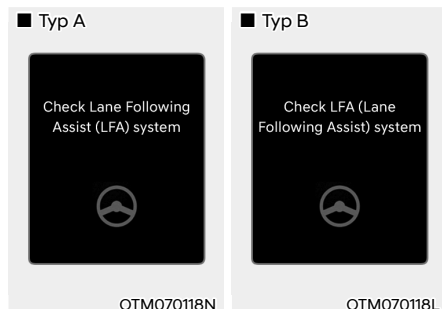 ■ Typ A
Check Lane Following
Assist (LFA) system
OTM070118N
■ Typ B
Check LFA (Lane
Following Assist) system
OTM070118L